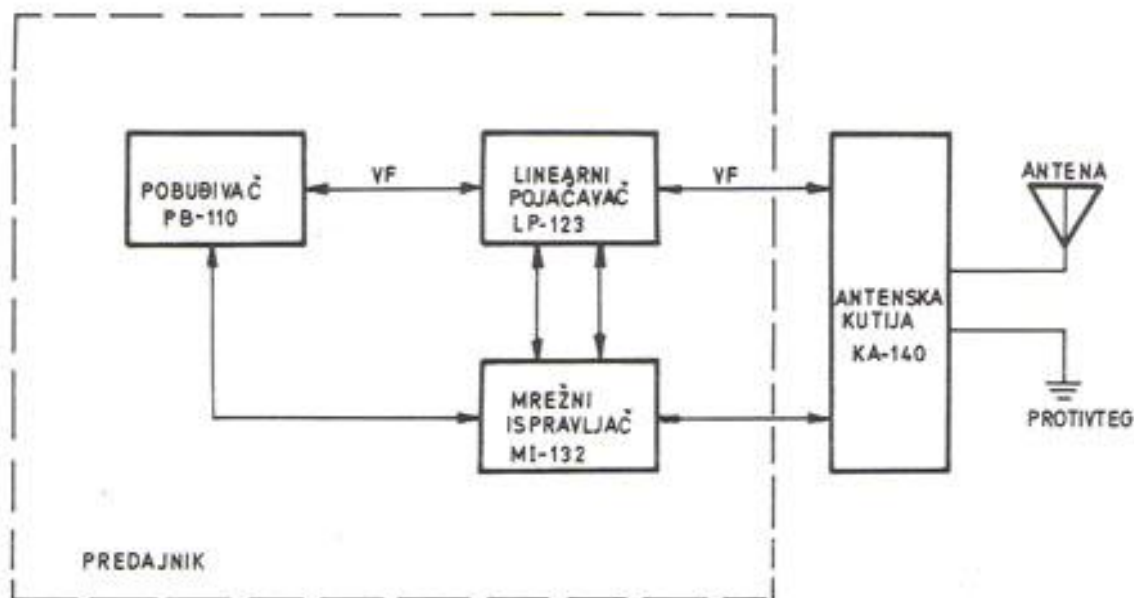 POBUĐIVAČ
PB-110
VF
LINEARNI
POJAČAVAČ
LP-123
VF
ANTENA
ANTENSKA
KUTIJA
KA-140
MREŽNI
ISPRAVLJAČ
MI-132
PROTIVTEG
PREDAJNIK